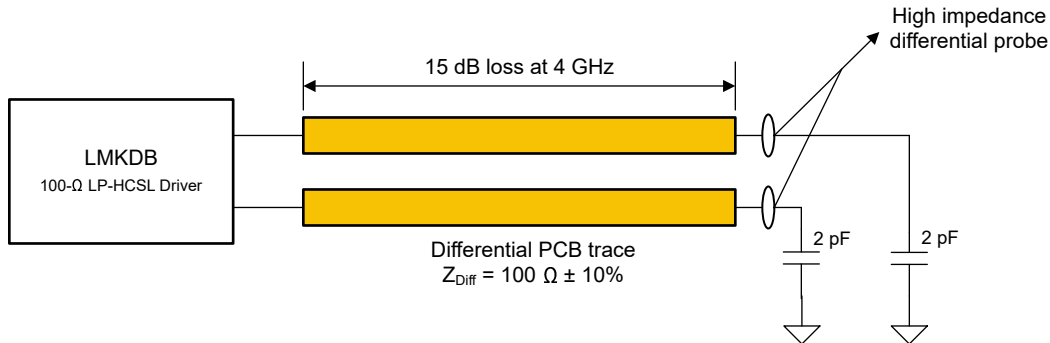 High impedance
differential probe
15 dB loss at 4 GHz
LMKDB
100-Ω LP-HCSL Driver
Differential PCB trace
ZDiff = 100 Ω ± 10%
2 pF
2 pF